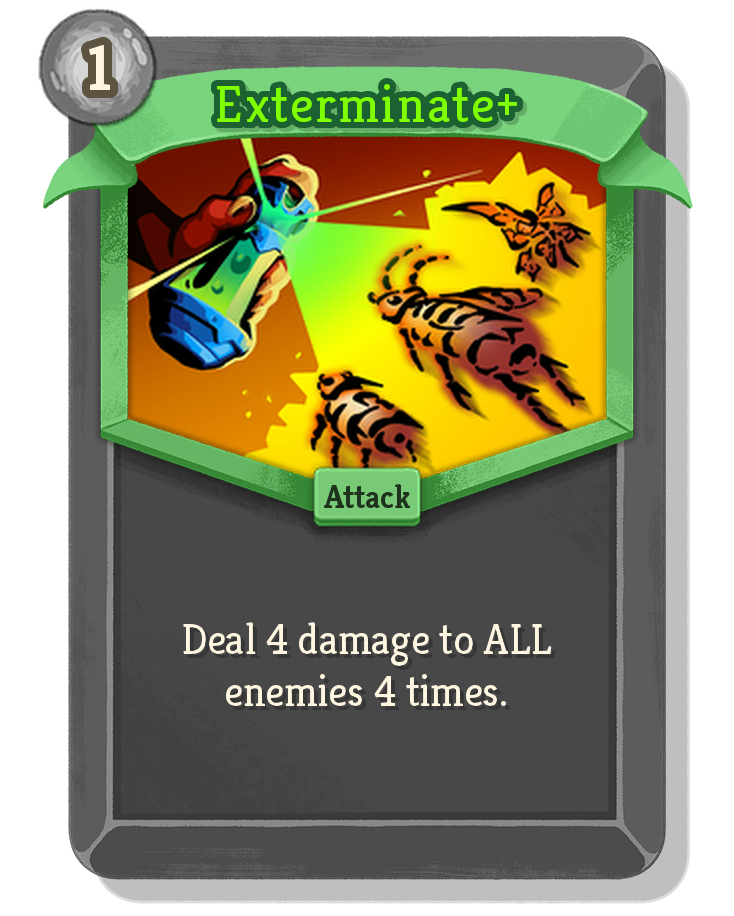 1
Exterminate+
Attack
Deal 4 damage to ALL
enemies 4 times.